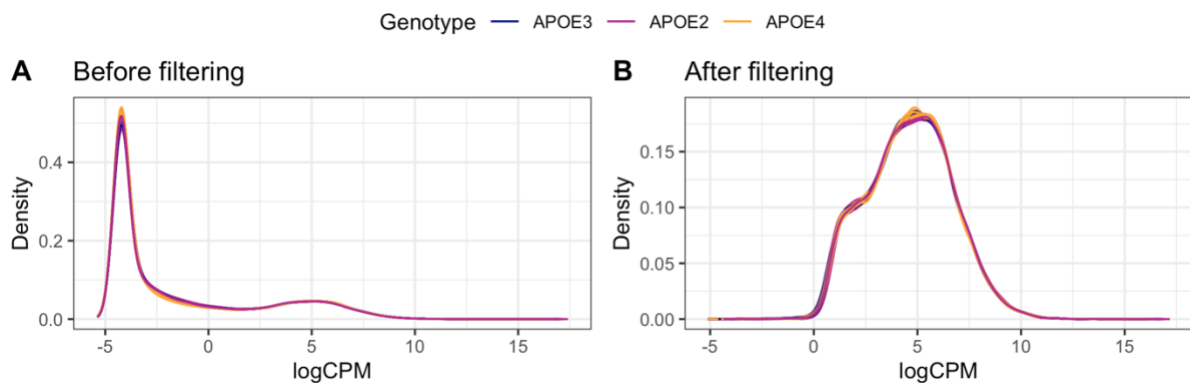 Genotype APOE3 APOE2 APOE4
A Before filtering
0.4
0.2
0.0
Density
-5 0 5 10 15
logCPM
B After filtering
0.15
0.10
0.05
0.00
Density
-5 0 5 10 15
logCPM